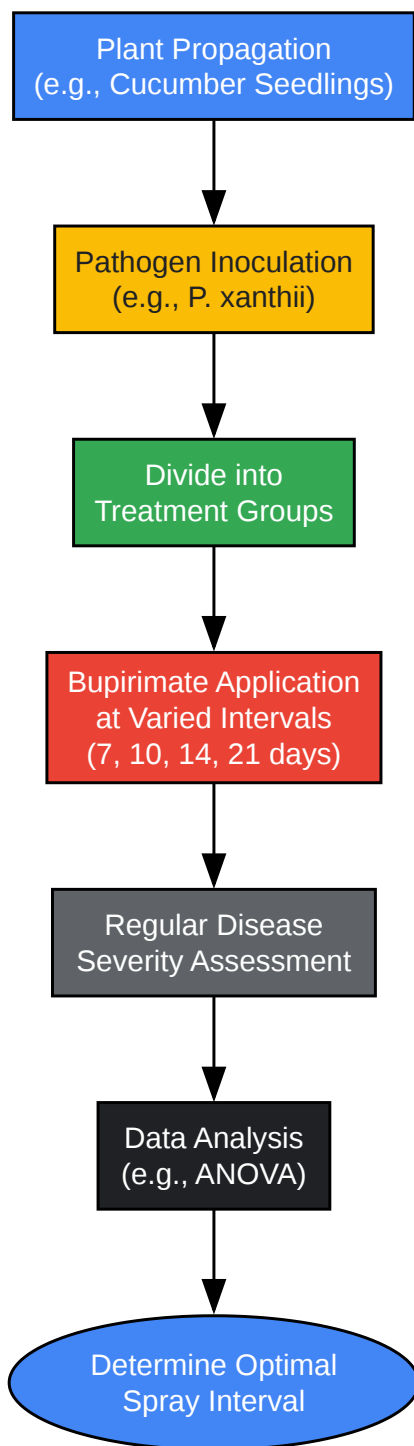 Plant Propagation
(e.g., Cucumber Seedlings)
Pathogen Inoculation
(e.g., P. xanthii)
Divide into
Treatment Groups
Bupirimate Application
at Varied Intervals
(7, 10, 14, 21 days)
Regular Disease
Severity Assessment
Data Analysis
(e.g., ANOVA)
Determine Optimal
Spray Interval